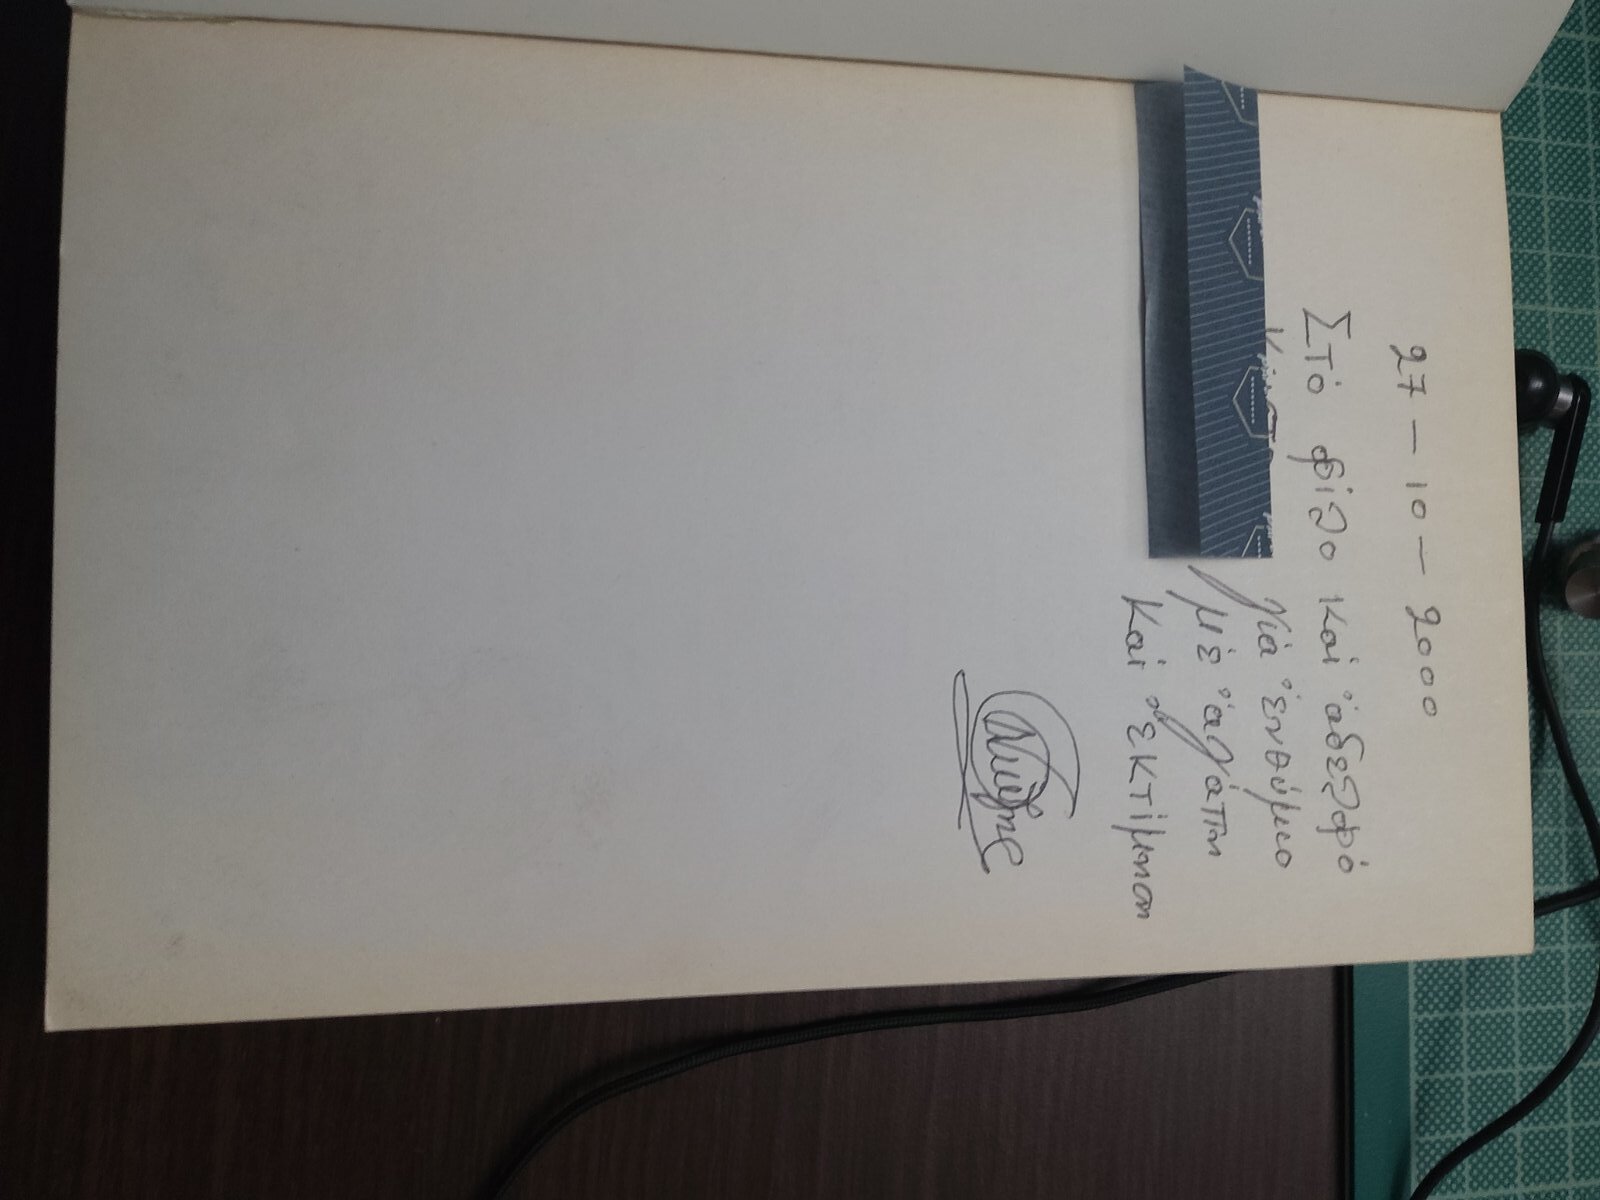 27 - 10 - 2000
Στό φίλο καί ἀδελφό
γιά ἐνθύμιο
μέ ἀγάπη
καί ἐκτίμηση